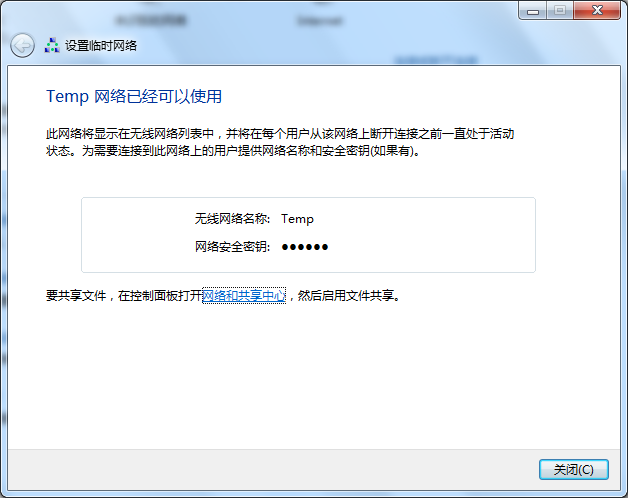 Internet
设置临时网络
Temp 网络已经可以使用
此网络将显示在无线网络列表中，并将在每个用户从该网络上断开连接之前一直处于活动
状态。为需要连接到此网络上的用户提供网络名称和安全密钥(如果有)。
无线网络名称: Temp
网络安全密钥: ●●●●●●
要共享文件，在控制面板打开网络和共享中心，然后启用文件共享。
关闭(C)